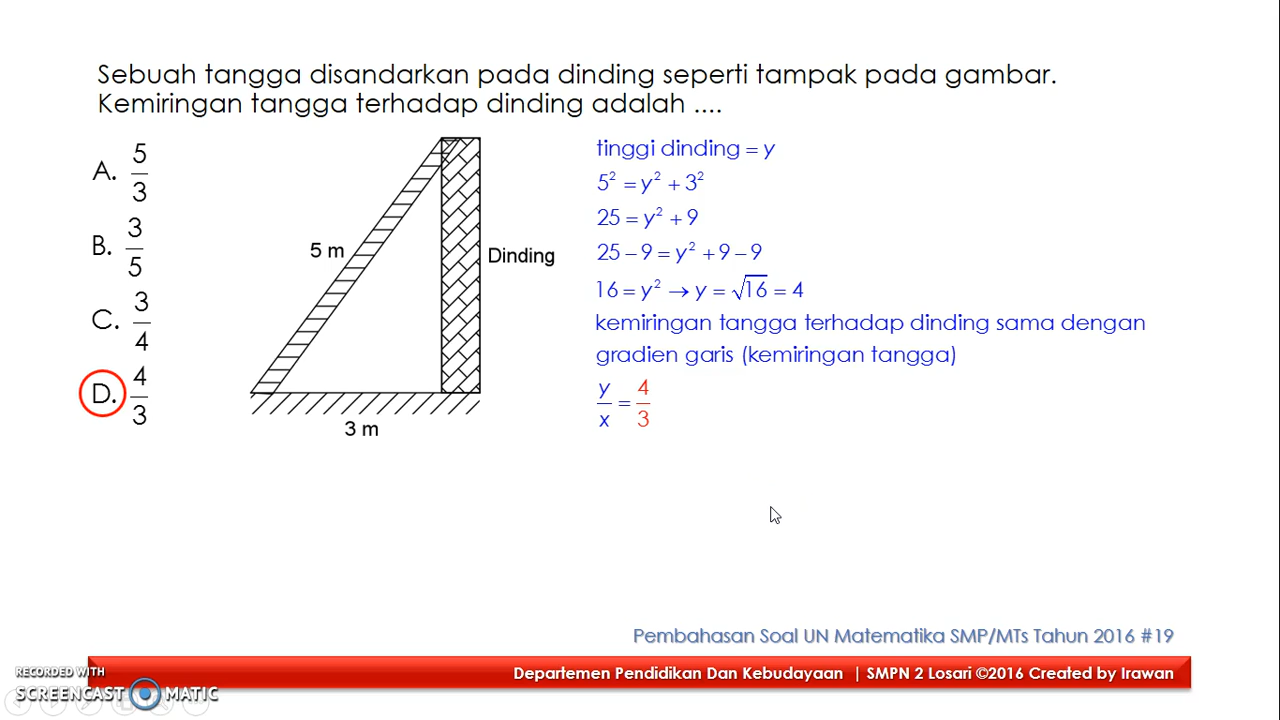 Sebuah tangga disandarkan pada dinding seperti tampak pada gambar.
Kemiringan tangga terhadap dinding adalah ....
A. 5/3
B. 3/5
C. 3/4
D. 4/3
5 m
Dinding
3 m
tinggi dinding = y
5² = y² + 3²
25 = y² + 9
25 – 9 = y² + 9 – 9
16 = y² → y = √16 = 4
kemiringan tangga terhadap dinding sama dengan
gradien garis (kemiringan tangga)
y/x = 4/3
Pembahasan Soal UN Matematika SMP/MTs Tahun 2016 #19
Departemen Pendidikan Dan Kebudayaan | SMPN 2 Losari ©2016 Created by Irawan
RECORDED WITH
SCREENCAST MATIC